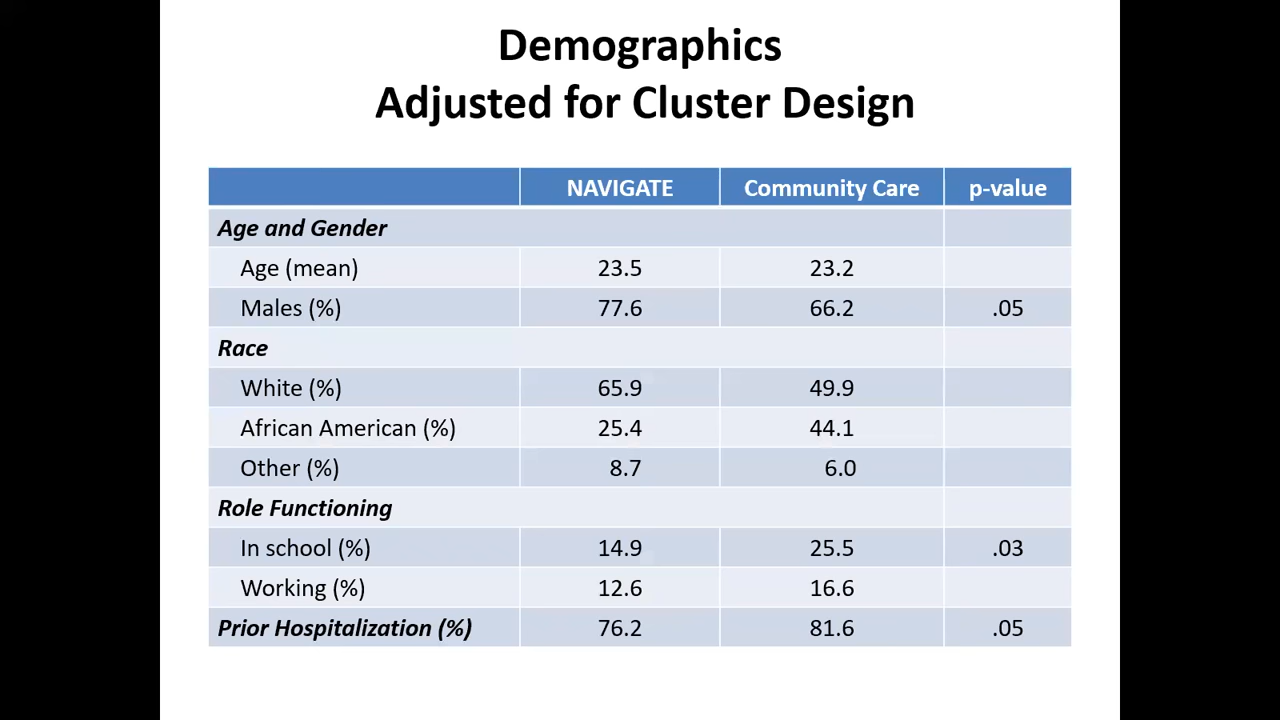 Demographics
Adjusted for Cluster Design
NAVIGATE Community Care p-value
Age and Gender
Age (mean) 23.5 23.2
Males (%) 77.6 66.2 .05
Race
White (%) 65.9 49.9
African American (%) 25.4 44.1
Other (%) 8.7 6.0
Role Functioning
In school (%) 14.9 25.5 .03
Working (%) 12.6 16.6
Prior Hospitalization (%) 76.2 81.6 .05